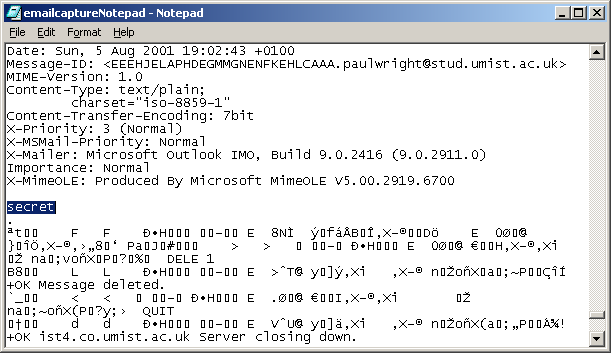 emailcaptureNotepad - Notepad
File Edit Format Help
Date: Sun, 5 Aug 2001 19:02:43 +0100
Message-ID: <EEEHJELAPHDEGMMGNENFKEHLCAAA.paulwright@stud.umist.ac.uk>
MIME-Version: 1.0
Content-Type: text/plain;
charset="iso-8859-1"
Content-Transfer-Encoding: 7bit
X-Priority: 3 (Normal)
X-MSMail-Priority: Normal
X-Mailer: Microsoft Outlook IMO, Build 9.0.2416 (9.0.2911.0)
Importance: Normal
X-MimeOLE: Produced By Microsoft MimeOLE V5.00.2919.6700
secret
.
DELE 1
+OK Message deleted.
QUIT
+OK ist4.co.umist.ac.uk Server closing down.